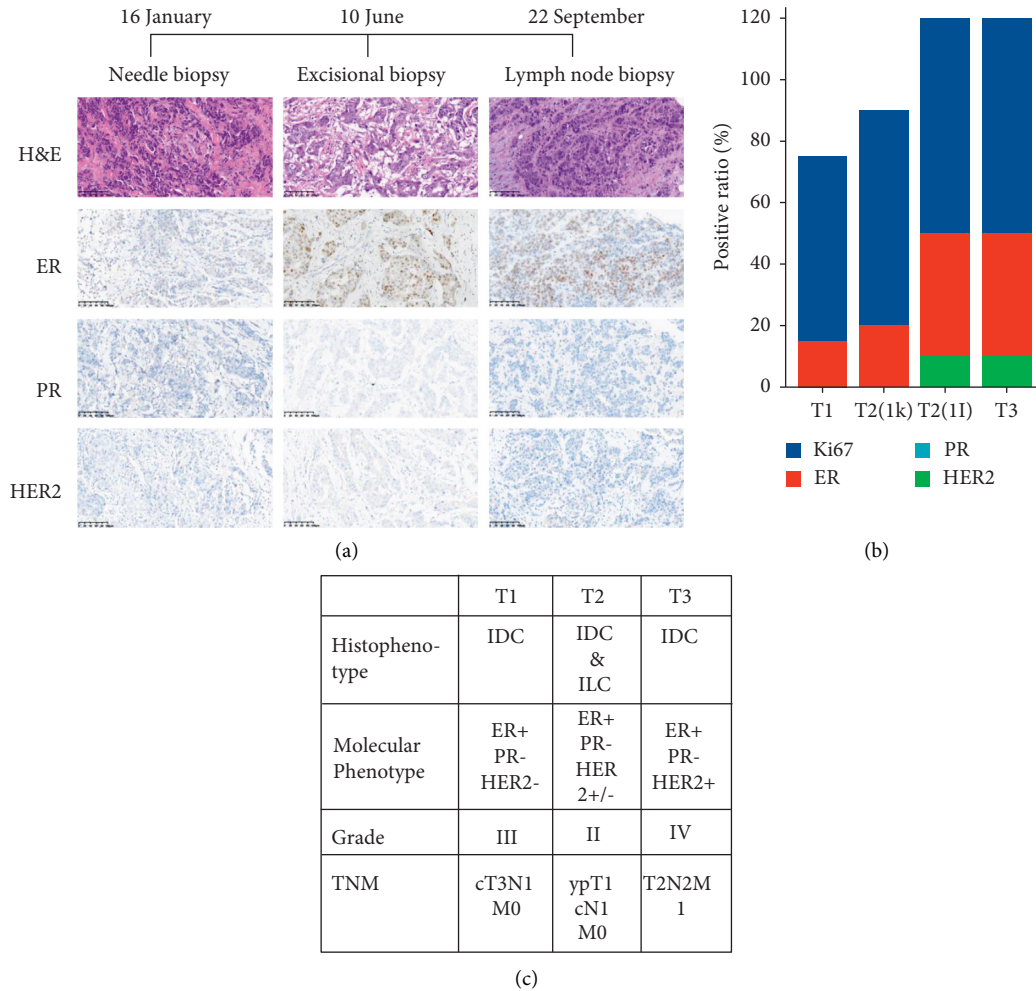 16 January
10 June
22 September
Needle biopsy
Excisional biopsy
Lymph node biopsy
H&E
ER
PR
HER2
(a)
Positive ratio (%)
120
100
80
60
40
20
0
T1
T2(1k)
T2(1I)
T3
Ki67
PR
ER
HER2
(b)
T1
T2
T3
Histopheno-
type
IDC
IDC
&
ILC
IDC
Molecular
Phenotype
ER+
PR-
HER2-
ER+
PR-
HER
2+/-
ER+
PR-
HER2+
Grade
III
II
IV
TNM
cT3N1
M0
ypT1
cN1
M0
T2N2M
1
(c)